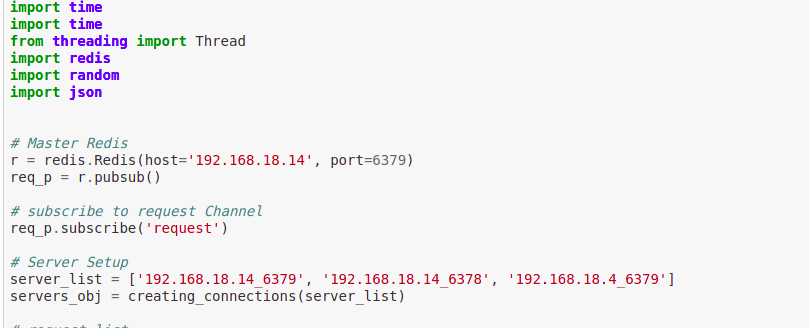 import time
import time
from threading import Thread
import redis
import random
import json
# Master Redis
r = redis.Redis(host='192.168.18.14', port=6379)
req_p = r.pubsub()
# subscribe to request Channel
req_p.subscribe('request')
# Server Setup
server_list = ['192.168.18.14_6379', '192.168.18.14_6378', '192.168.18.4_6379']
servers_obj = creating_connections(server_list)
# request list